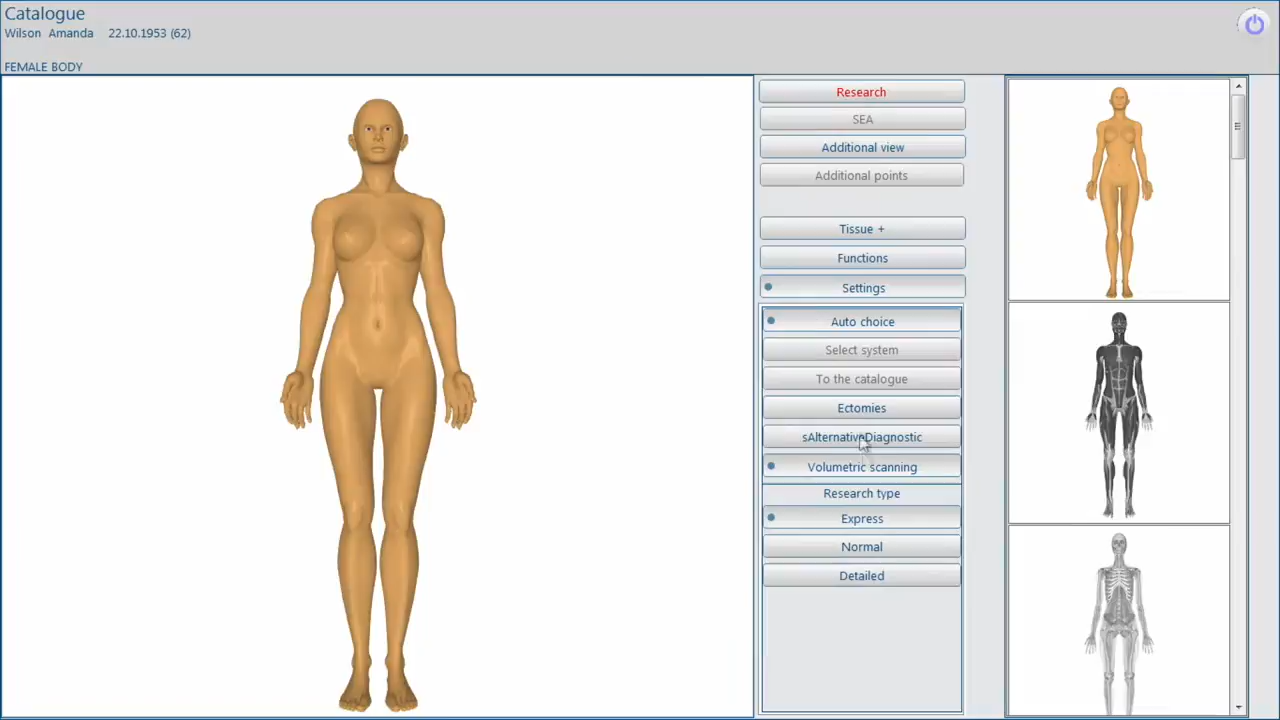 Catalogue
Wilson Amanda 22.10.1953 (62)
FEMALE BODY
Research
SEA
Additional view
Additional points
Tissue +
Functions
Settings
Auto choice
Select system
To the catalogue
Ectomies
sAlternativeDiagnostic
Volumetric scanning
Research type
Express
Normal
Detailed